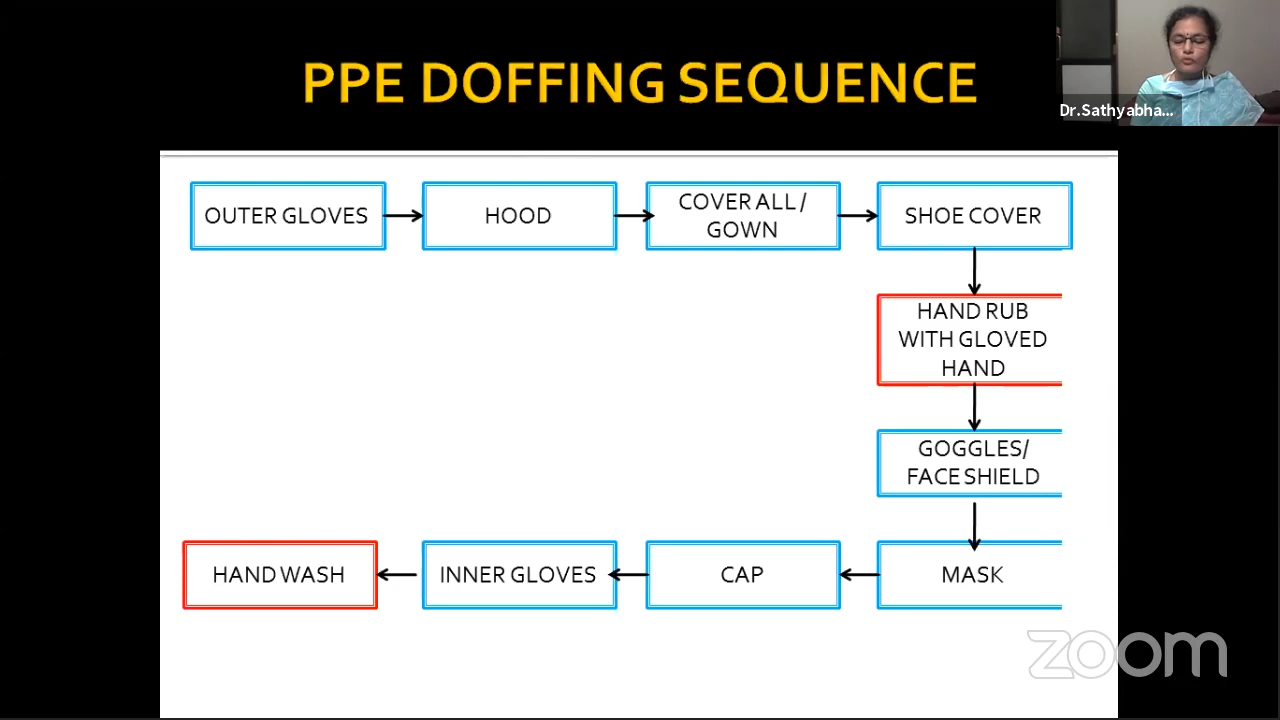 PPE DOFFING SEQUENCE
Dr.Sathyabha...
OUTER GLOVES
HOOD
COVER ALL /
GOWN
SHOE COVER
HAND RUB
WITH GLOVED
HAND
GOGGLES/
FACE SHIELD
MASK
CAP
INNER GLOVES
HAND WASH
zoom